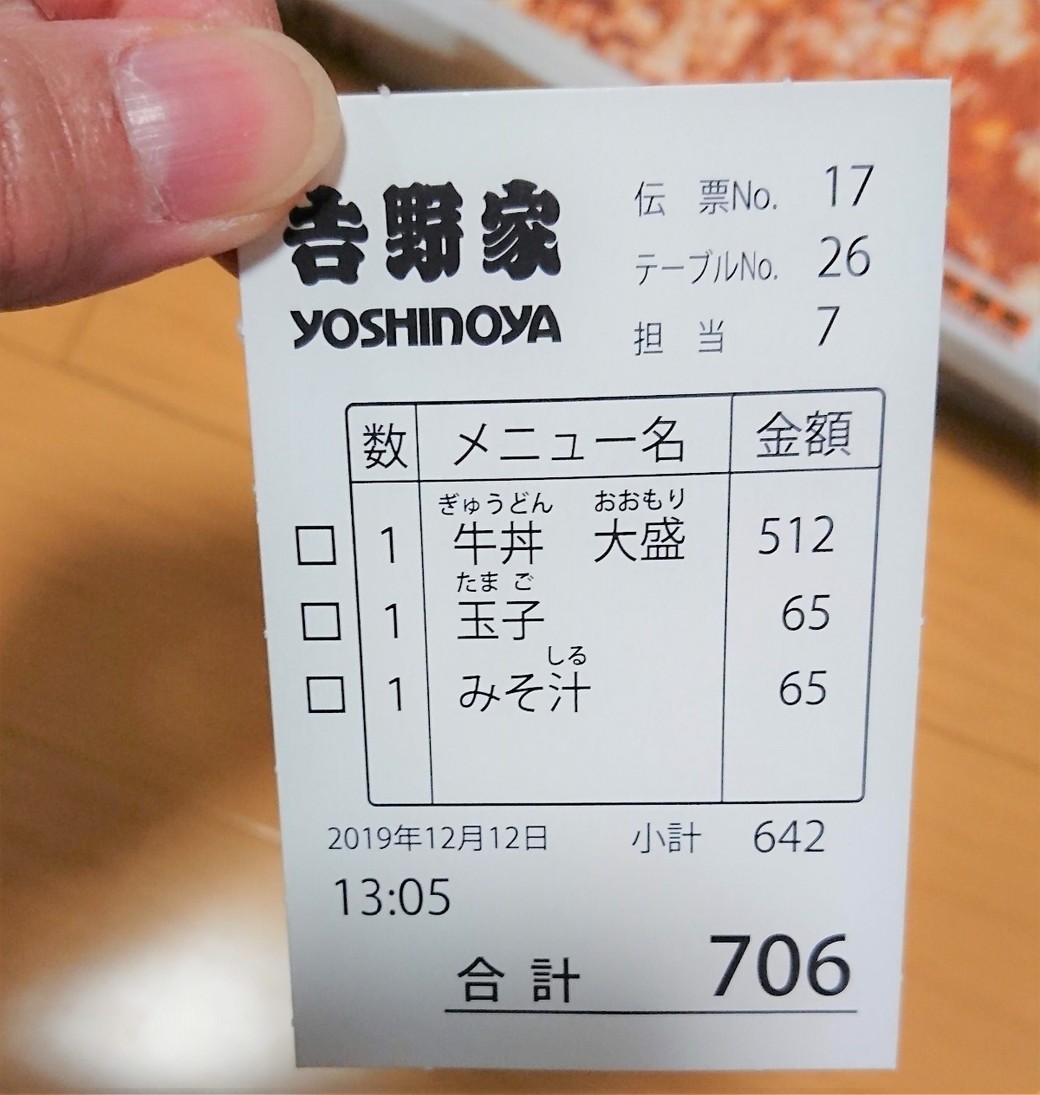 吉野家
YOSHINOYA
伝票No. 17
テーブルNo. 26
担当 7
数 メニュー名 金額
ぎゅうどん おおもり
□ 1 牛丼 大盛 512
たまご
□ 1 玉子 65
しる
□ 1 みそ汁 65
2019年12月12日 小計 642
13:05
合計 706